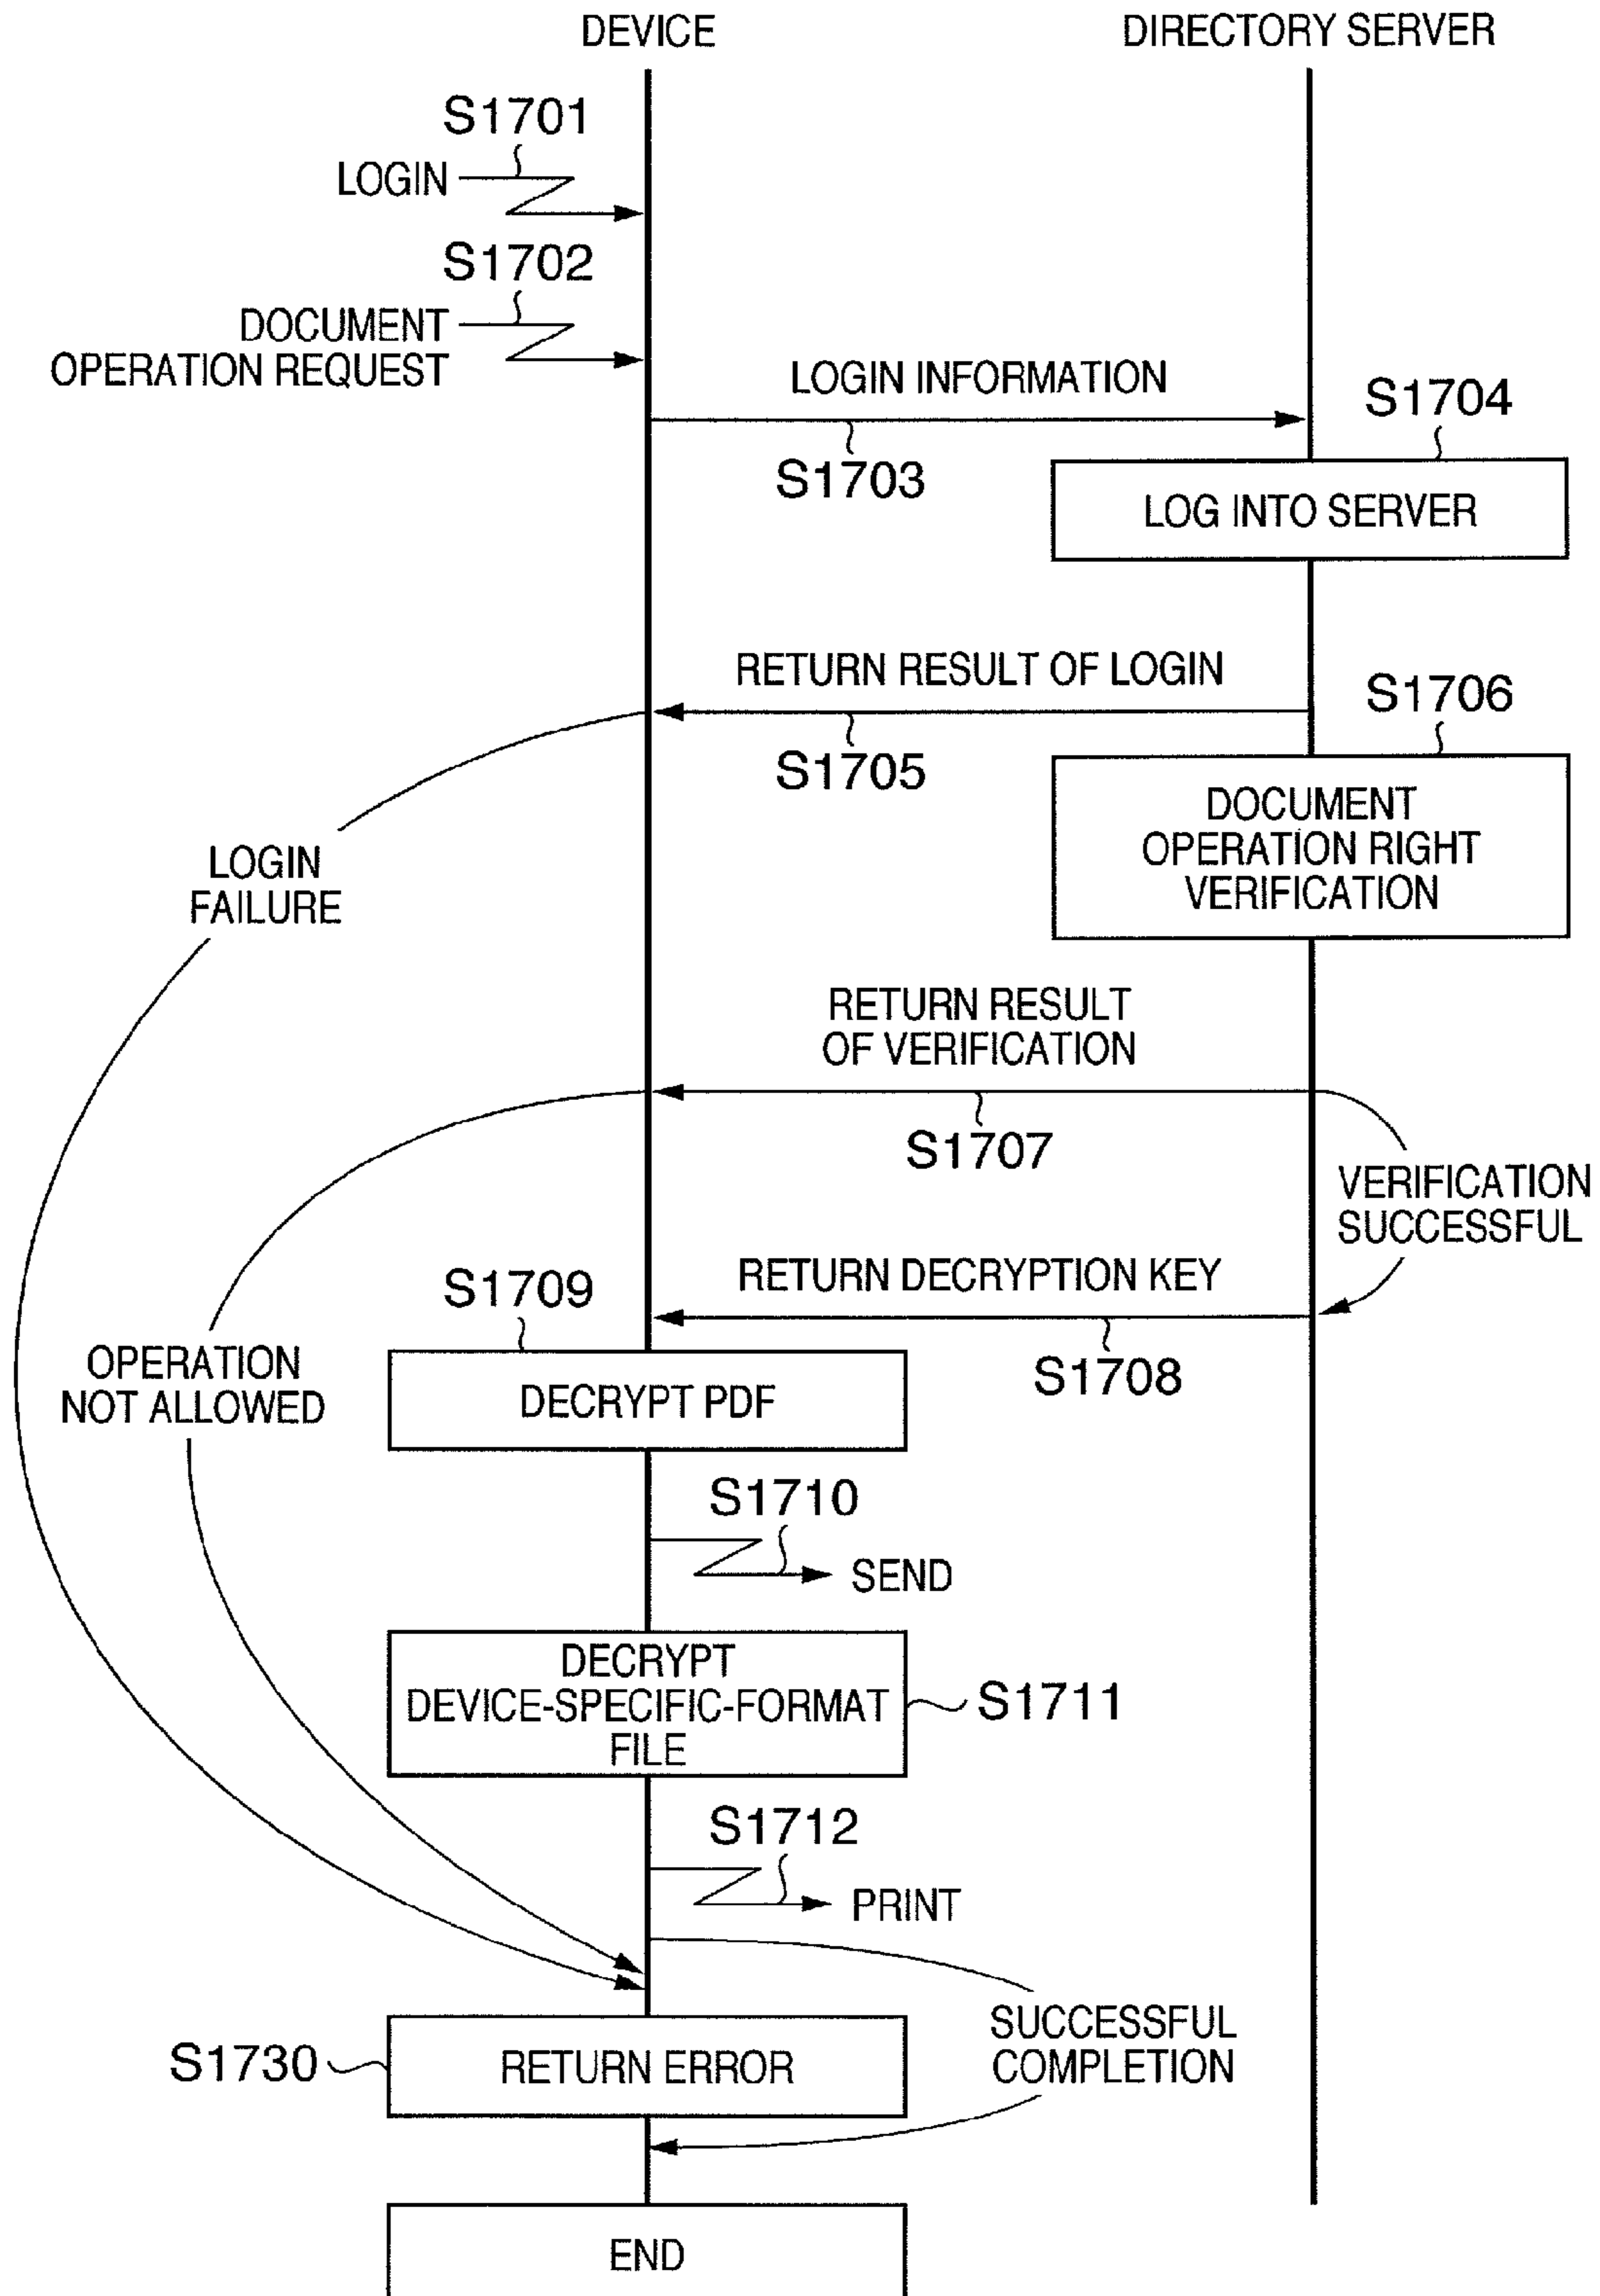 DEVICE
DIRECTORY SERVER
S1701
LOGIN
S1702
DOCUMENT
OPERATION REQUEST
LOGIN INFORMATION
S1703
S1704
LOG INTO SERVER
RETURN RESULT OF LOGIN
S1705
S1706
DOCUMENT
OPERATION RIGHT
VERIFICATION
LOGIN
FAILURE
RETURN RESULT
OF VERIFICATION
S1707
VERIFICATION
SUCCESSFUL
RETURN DECRYPTION KEY
S1708
S1709
DECRYPT PDF
OPERATION
NOT ALLOWED
S1710
SEND
DECRYPT
DEVICE-SPECIFIC-FORMAT
FILE
S1711
S1712
PRINT
SUCCESSFUL
COMPLETION
S1730
RETURN ERROR
END